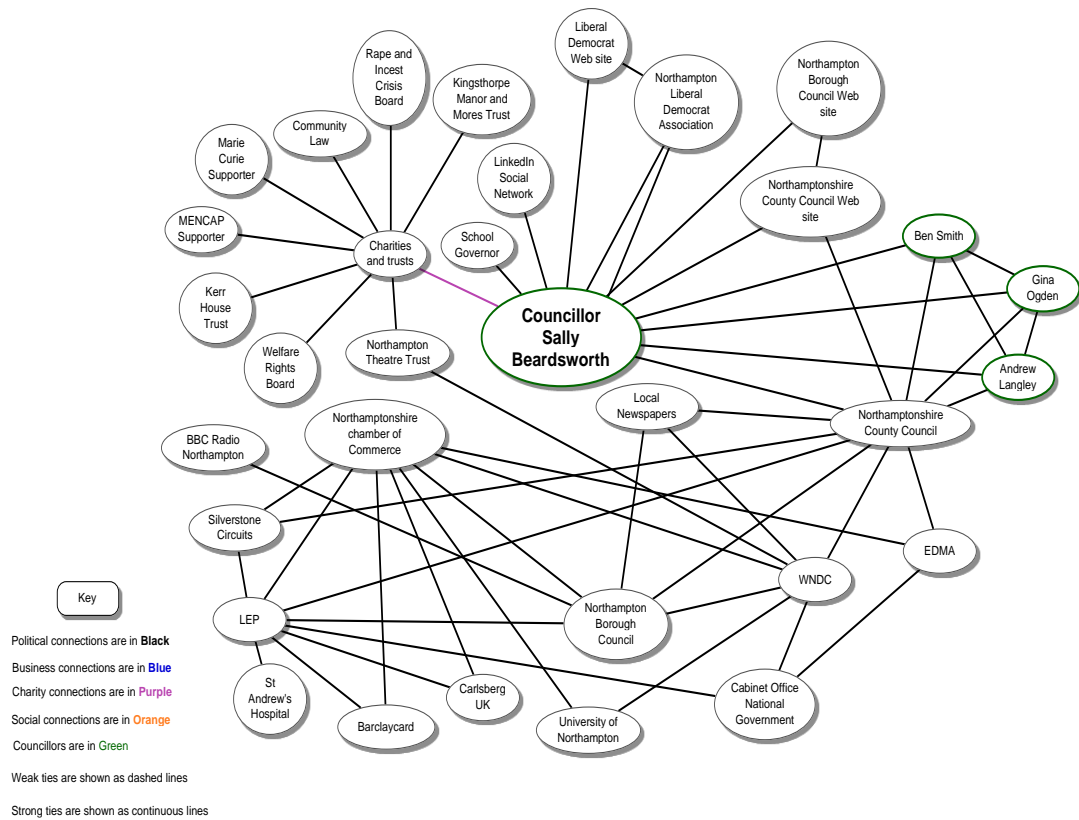 Liberal
Democrat
Web site
Rape and
Incest
Crisis
Board
Kingsthorpe
Manor and
Mores Trust
Northampton
Liberal
Democrat
Association
Northampton
Borough
Council Web
site
Community
Law
Marie
Curie
Supporter
LinkedIn
Social
Network
Northamptonshire
County Council Web
site
MENCAP
Supporter
Charities
and trusts
School
Governor
Ben Smith
Gina
Ogden
Kerr
House
Trust
Councillor
Sally
Beardsworth
Welfare
Rights
Board
Northampton
Theatre Trust
Andrew
Langley
Local
Newspapers
Northamptonshire
County Council
Northamptonshire
chamber of
Commerce
BBC Radio
Northampton
Silverstone
Circuits
EDMA
WNDC
LEP
Northampton
Borough
Council
St
Andrew's
Hospital
Barclaycard
Carlsberg
UK
University of
Northampton
Cabinet Office
National
Government
Key
Political connections are in Black
Business connections are in Blue
Charity connections are in Purple
Social connections are in Orange
Councillors are in Green
Weak ties are shown as dashed lines
Strong ties are shown as continuous lines